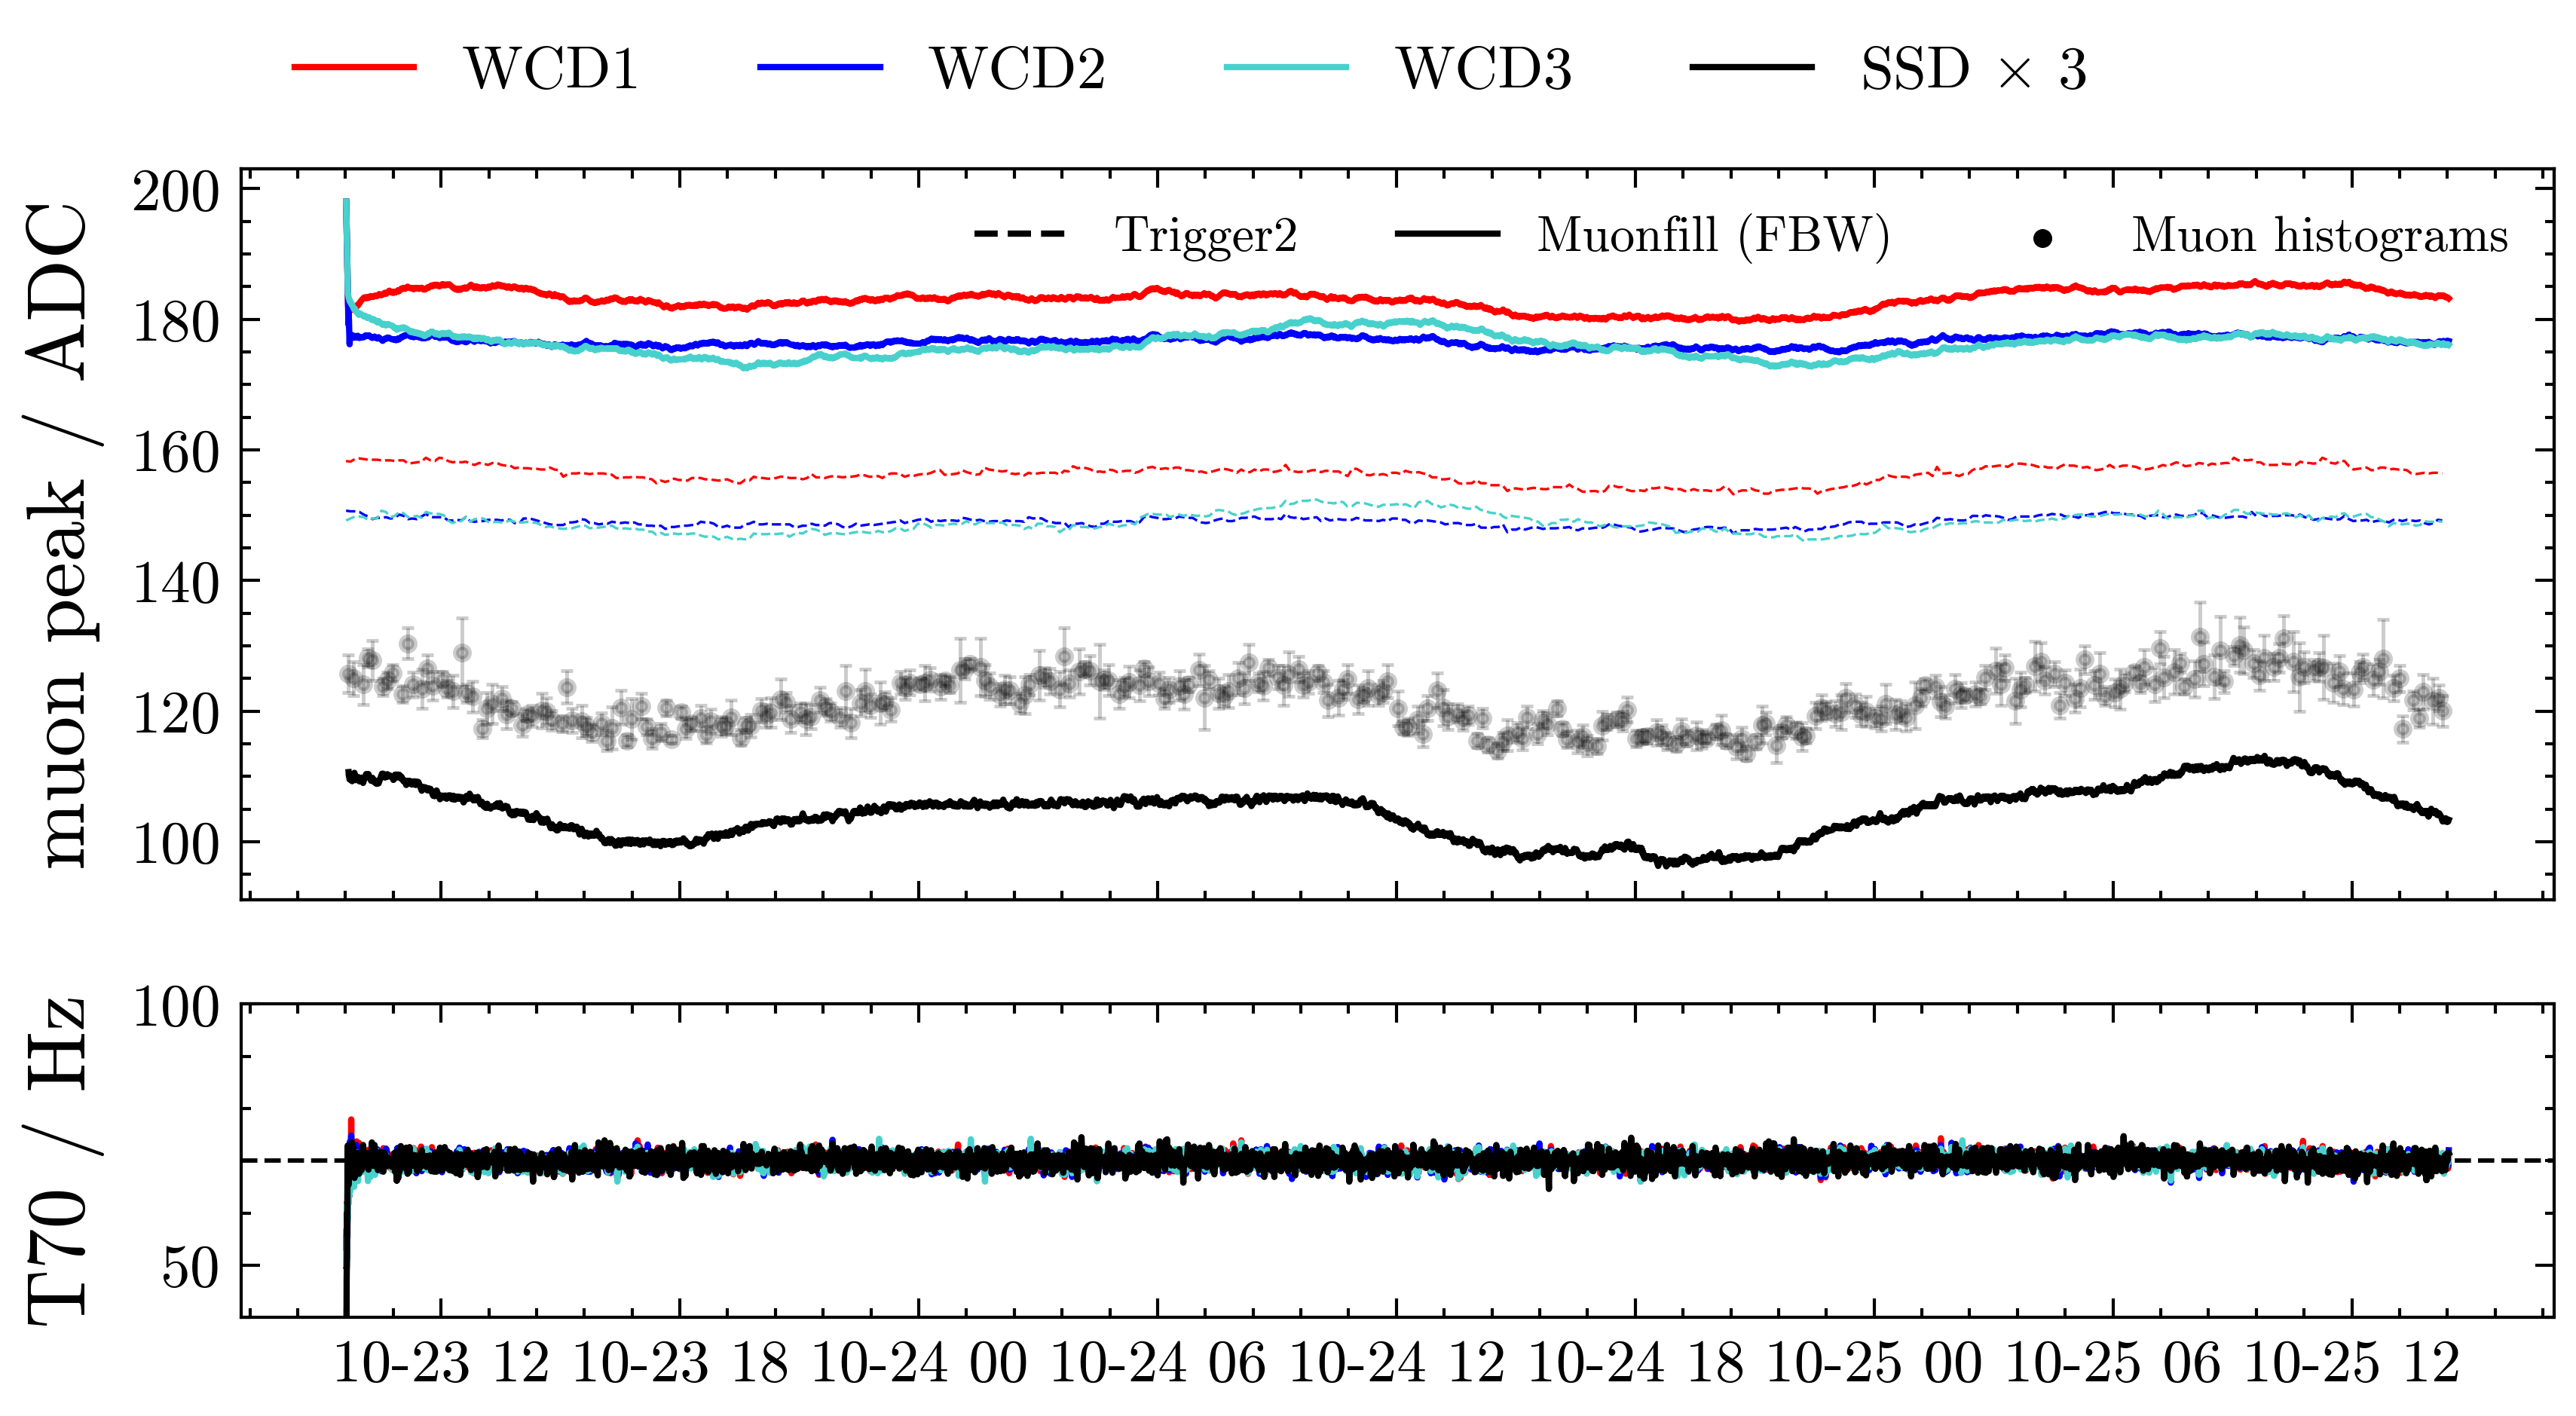 WCD1 WCD2 WCD3 SSD × 3
muon peak / ADC
200
180
160
140
120
100
Trigger2 Muonfill (FBW) Muon histograms
T70 / Hz
100
50
10-23 12 10-23 18 10-24 00 10-24 06 10-24 12 10-24 18 10-25 00 10-25 06 10-25 12